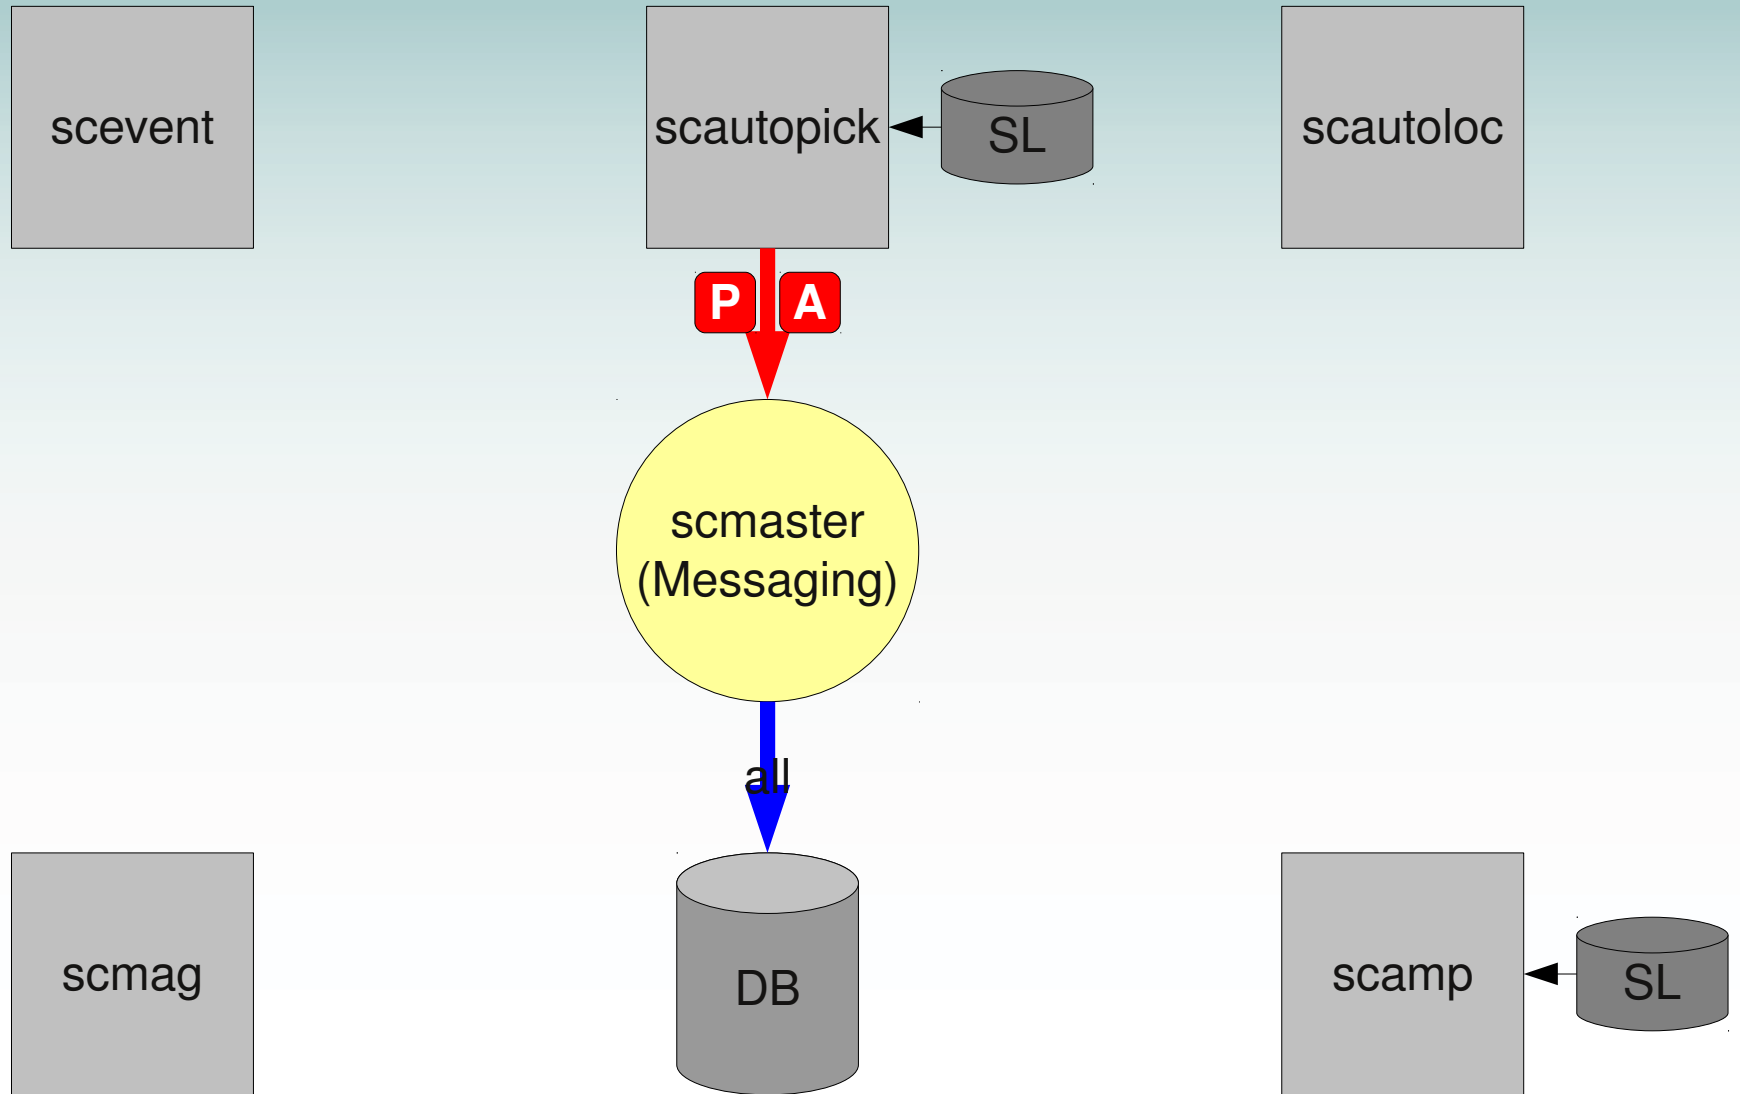 scevent
scautopick
SL
scautoloc
P
A
scmaster
(Messaging)
all
scmag
DB
scamp
SL